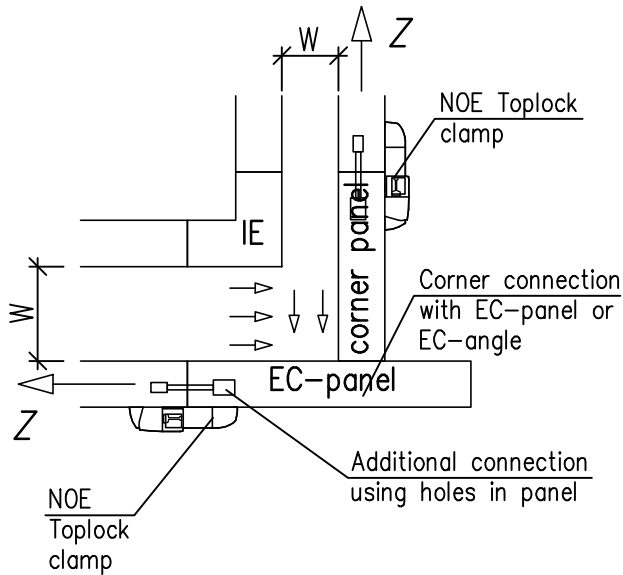 W
Z
NOE Toplock
clamp
IE
corner panel
W
Corner connection
with EC-panel or
EC-angle
EC-panel
Z
Additional connection
using holes in panel
NOE
Toplock
clamp